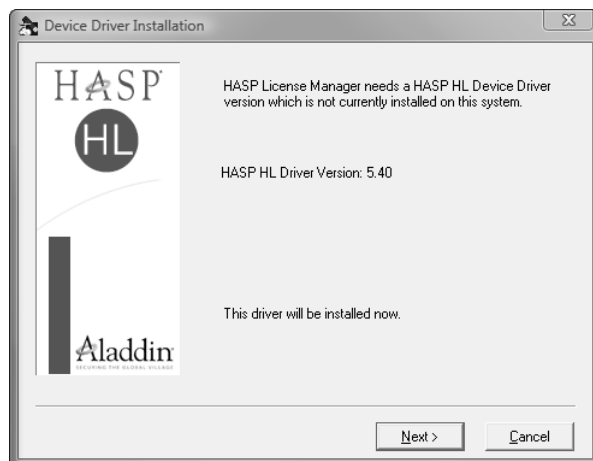 Device Driver Installation
HASP
HL
HASP License Manager needs a HASP HL Device Driver
version which is not currently installed on this system.
HASP HL Driver Version: 5.40
This driver will be installed now.
Aladdin
SECURING THE GLOBAL VILLAGE
Next >
Cancel